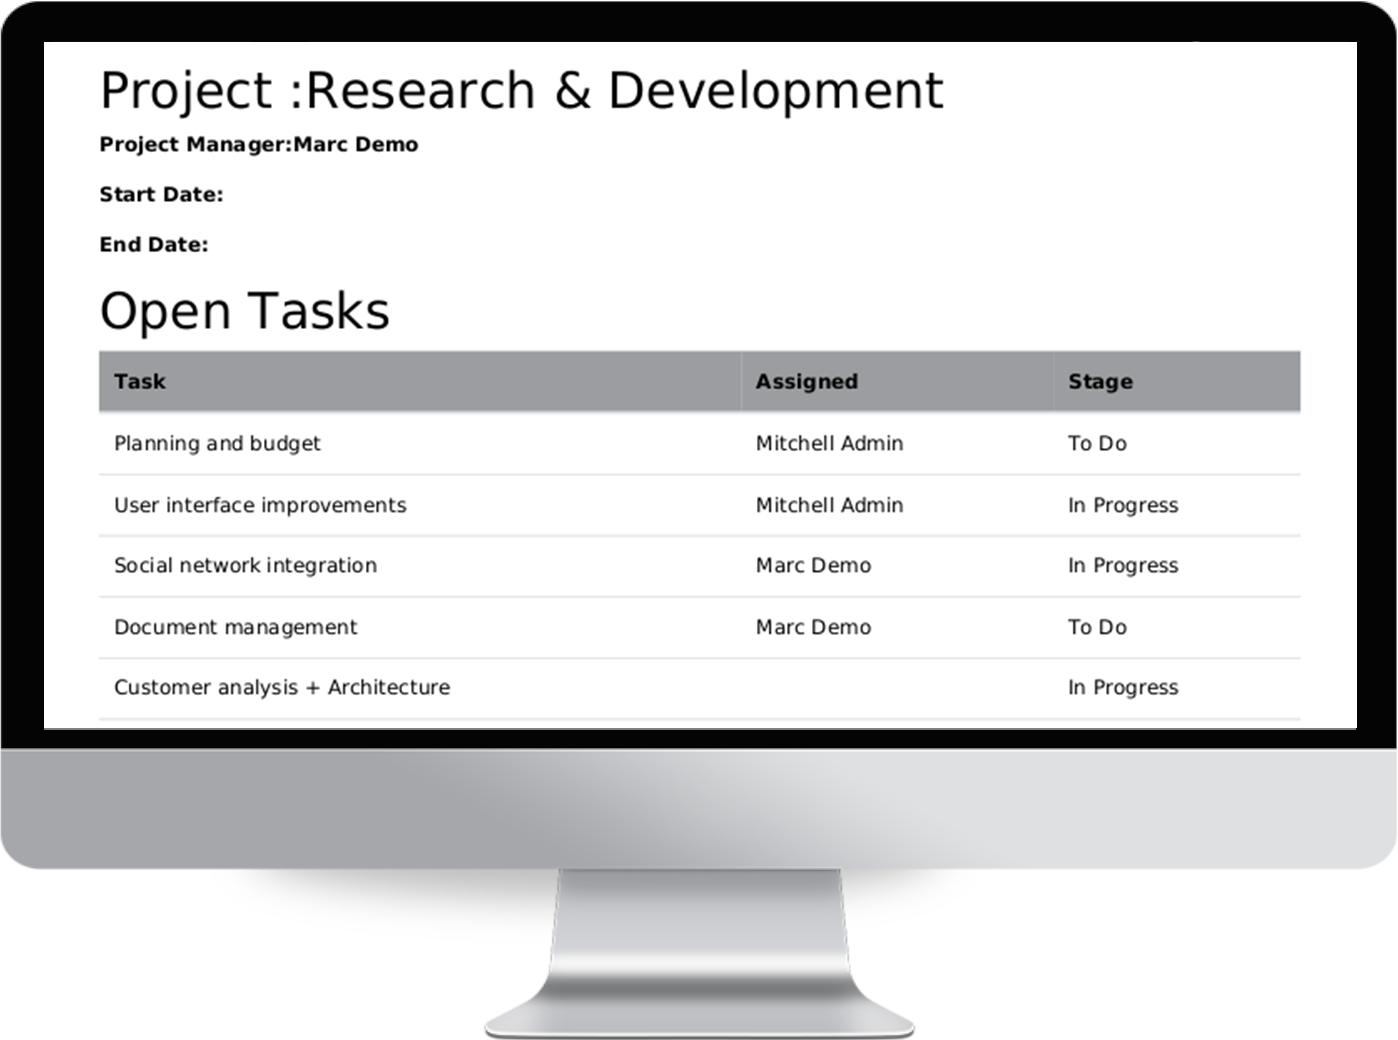 Project :Research & Development
Project Manager:Marc Demo
Start Date:
End Date:
Open Tasks
Task Assigned Stage
Planning and budget Mitchell Admin To Do
User interface improvements Mitchell Admin In Progress
Social network integration Marc Demo In Progress
Document management Marc Demo To Do
Customer analysis + Architecture In Progress